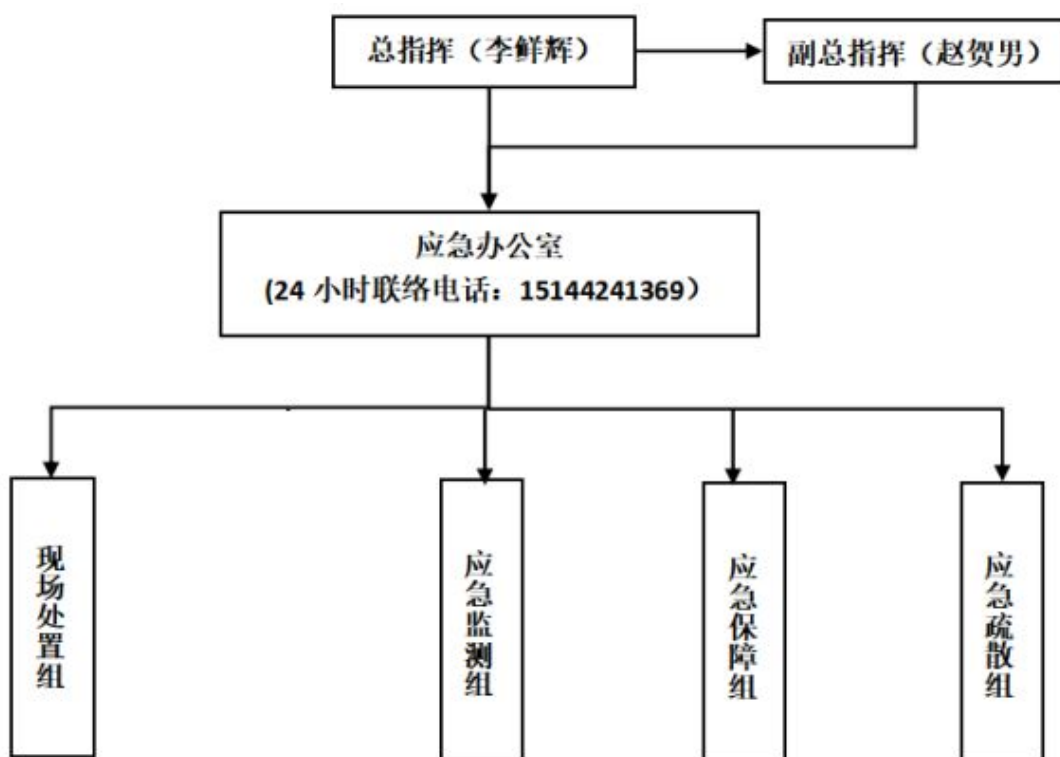 总指挥（李鲜辉）
副总指挥（赵贺男）
应急办公室
(24 小时联络电话：15144241369）
现场处置组
应急监测组
应急保障组
应急疏散组